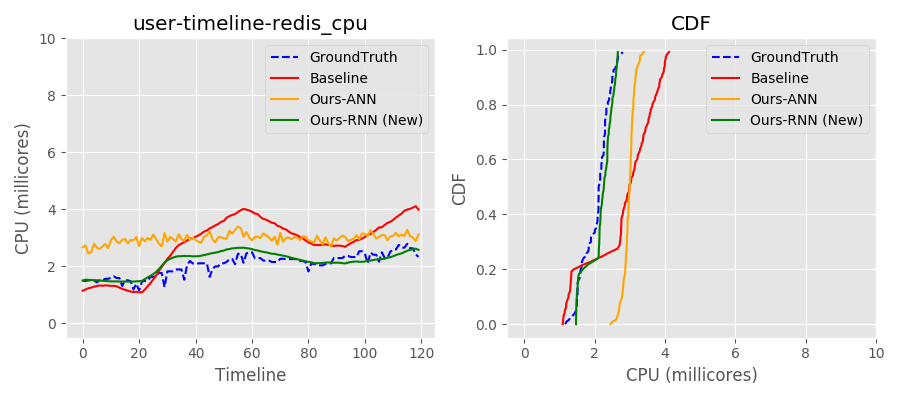 user-timeline-redis_cpu
CPU (millicores)
10
8
6
4
2
0
0
20
40
60
80
100
120
Timeline
GroundTruth
Baseline
Ours-ANN
Ours-RNN (New)
CDF
CDF
1.0
0.8
0.6
0.4
0.2
0.0
0
2
4
6
8
10
CPU (millicores)
GroundTruth
Baseline
Ours-ANN
Ours-RNN (New)